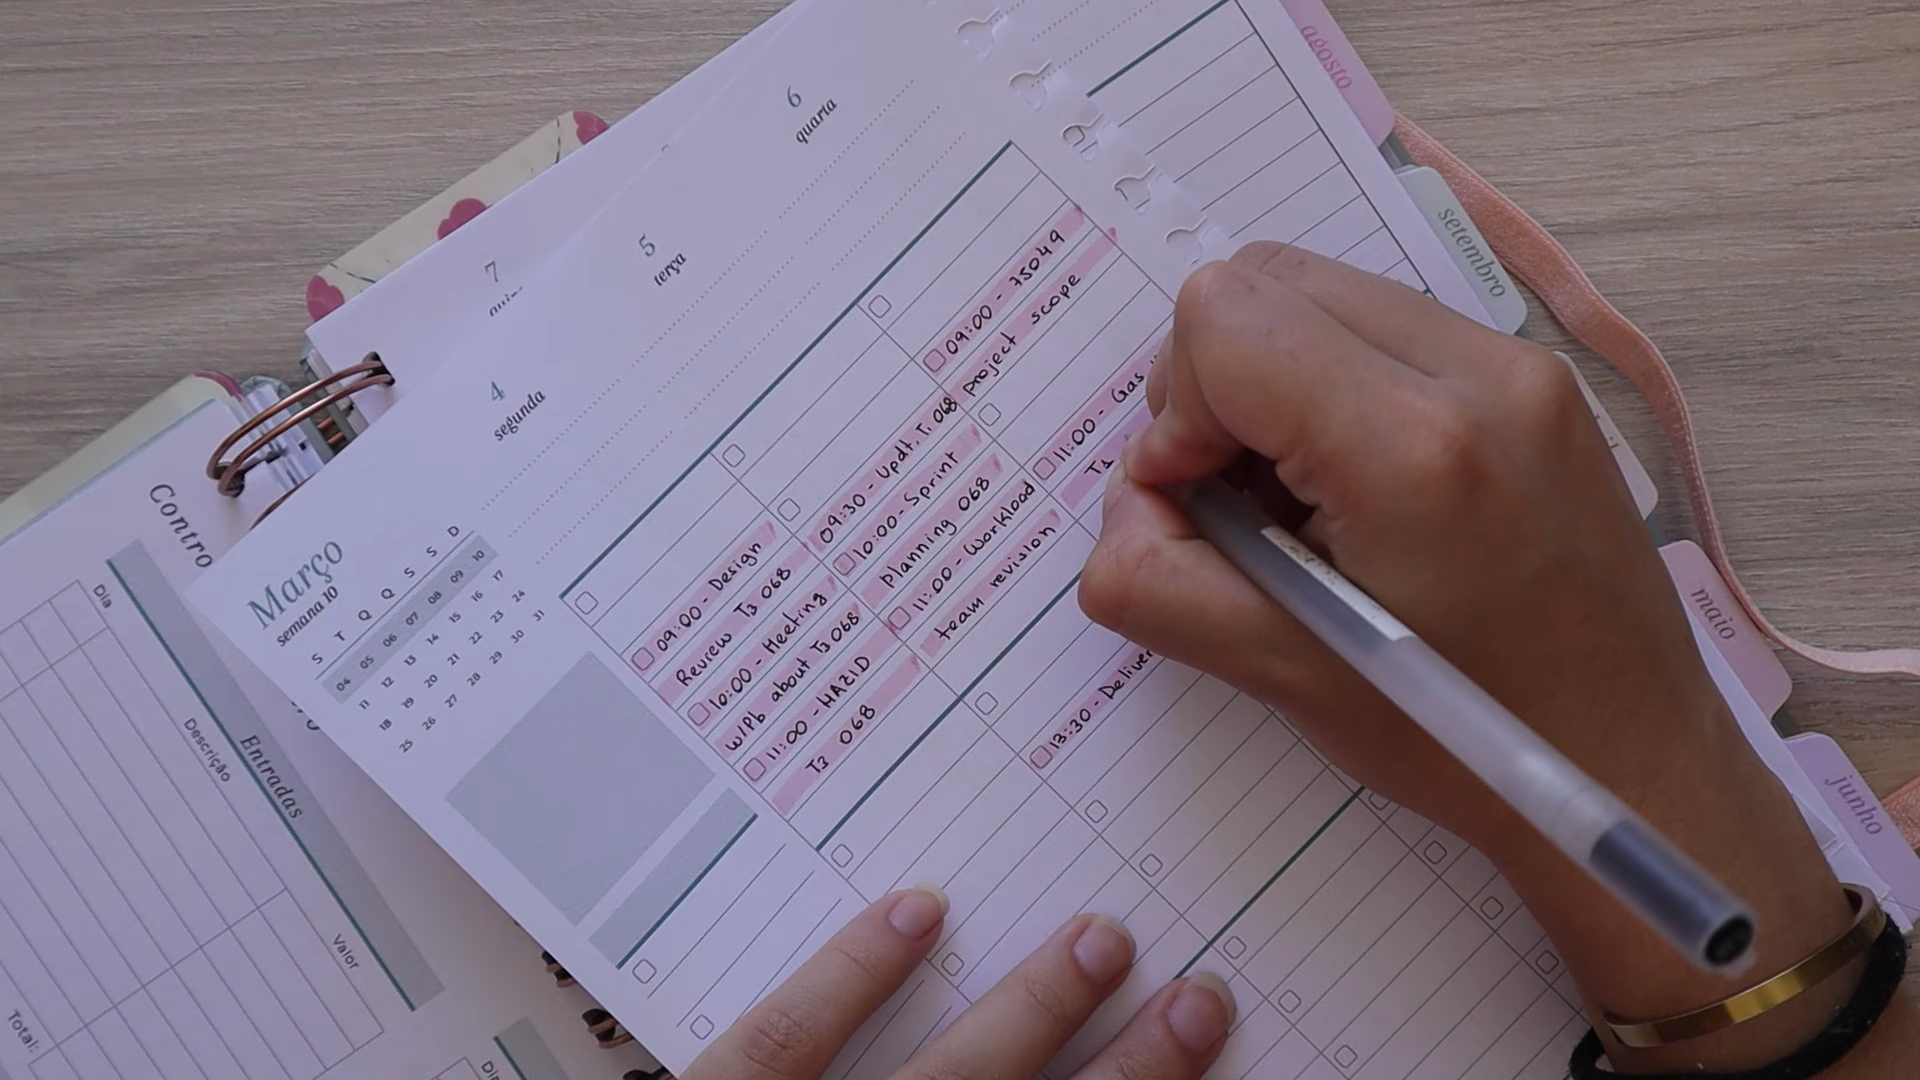 Março
semana 10
S T Q Q S S D
04 05 06 07 08 09 10
11 12 13 14 15 16 17
18 19 20 21 22 23 24
25 26 27 28 29 30 31
4
segunda
09:00 - Design
Review T3 068
10:00 - Meeting
w/Pb about T3 068
11:00 - HAZID
T3 068
5
terça
09:30 - Updt. T. 068
10:00 - Sprint
Planning 068
11:00 - Workload
team revision
6
quarta
09:00 - 75049
project scope
11:00 - Gas
13:30 -
7
Entradas
Dia
Descrição
Valor
Total:
agosto
setembro
maio
junho